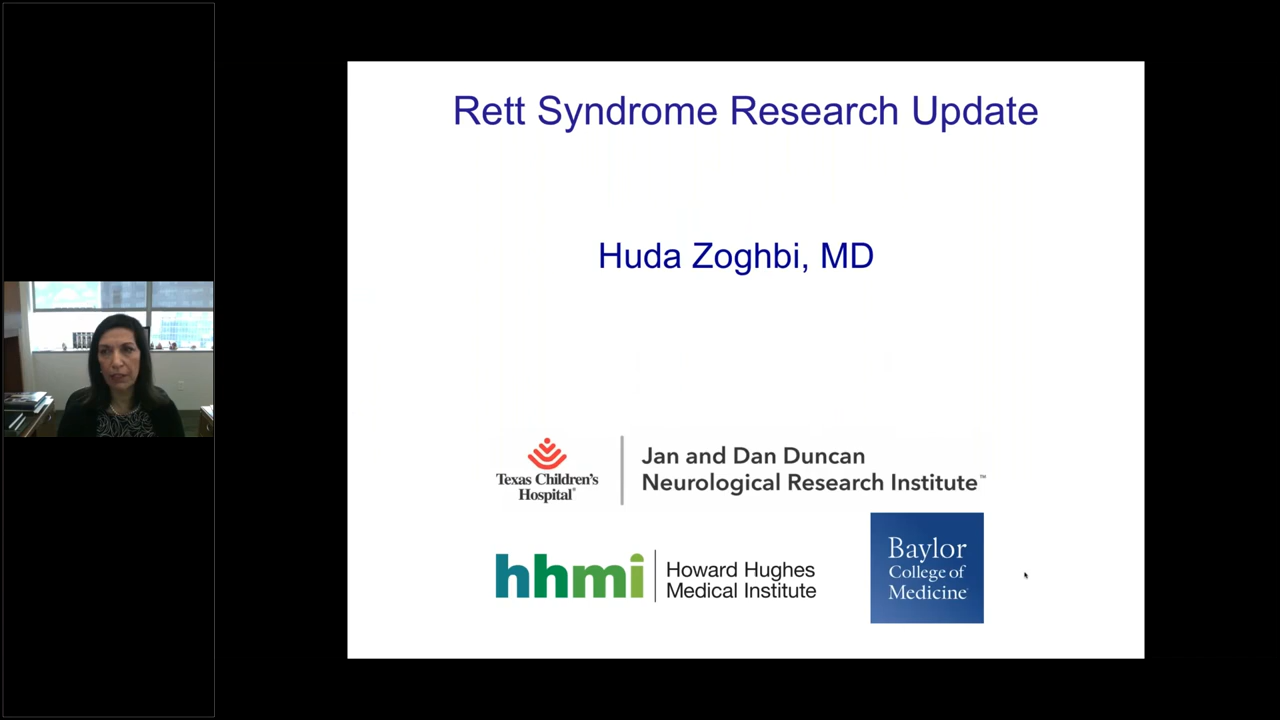 Rett Syndrome Research Update
Huda Zoghbi, MD
Texas Children's
Hospital®
Jan and Dan Duncan
Neurological Research Institute™
hhmi
Howard Hughes
Medical Institute
Baylor
College of
Medicine